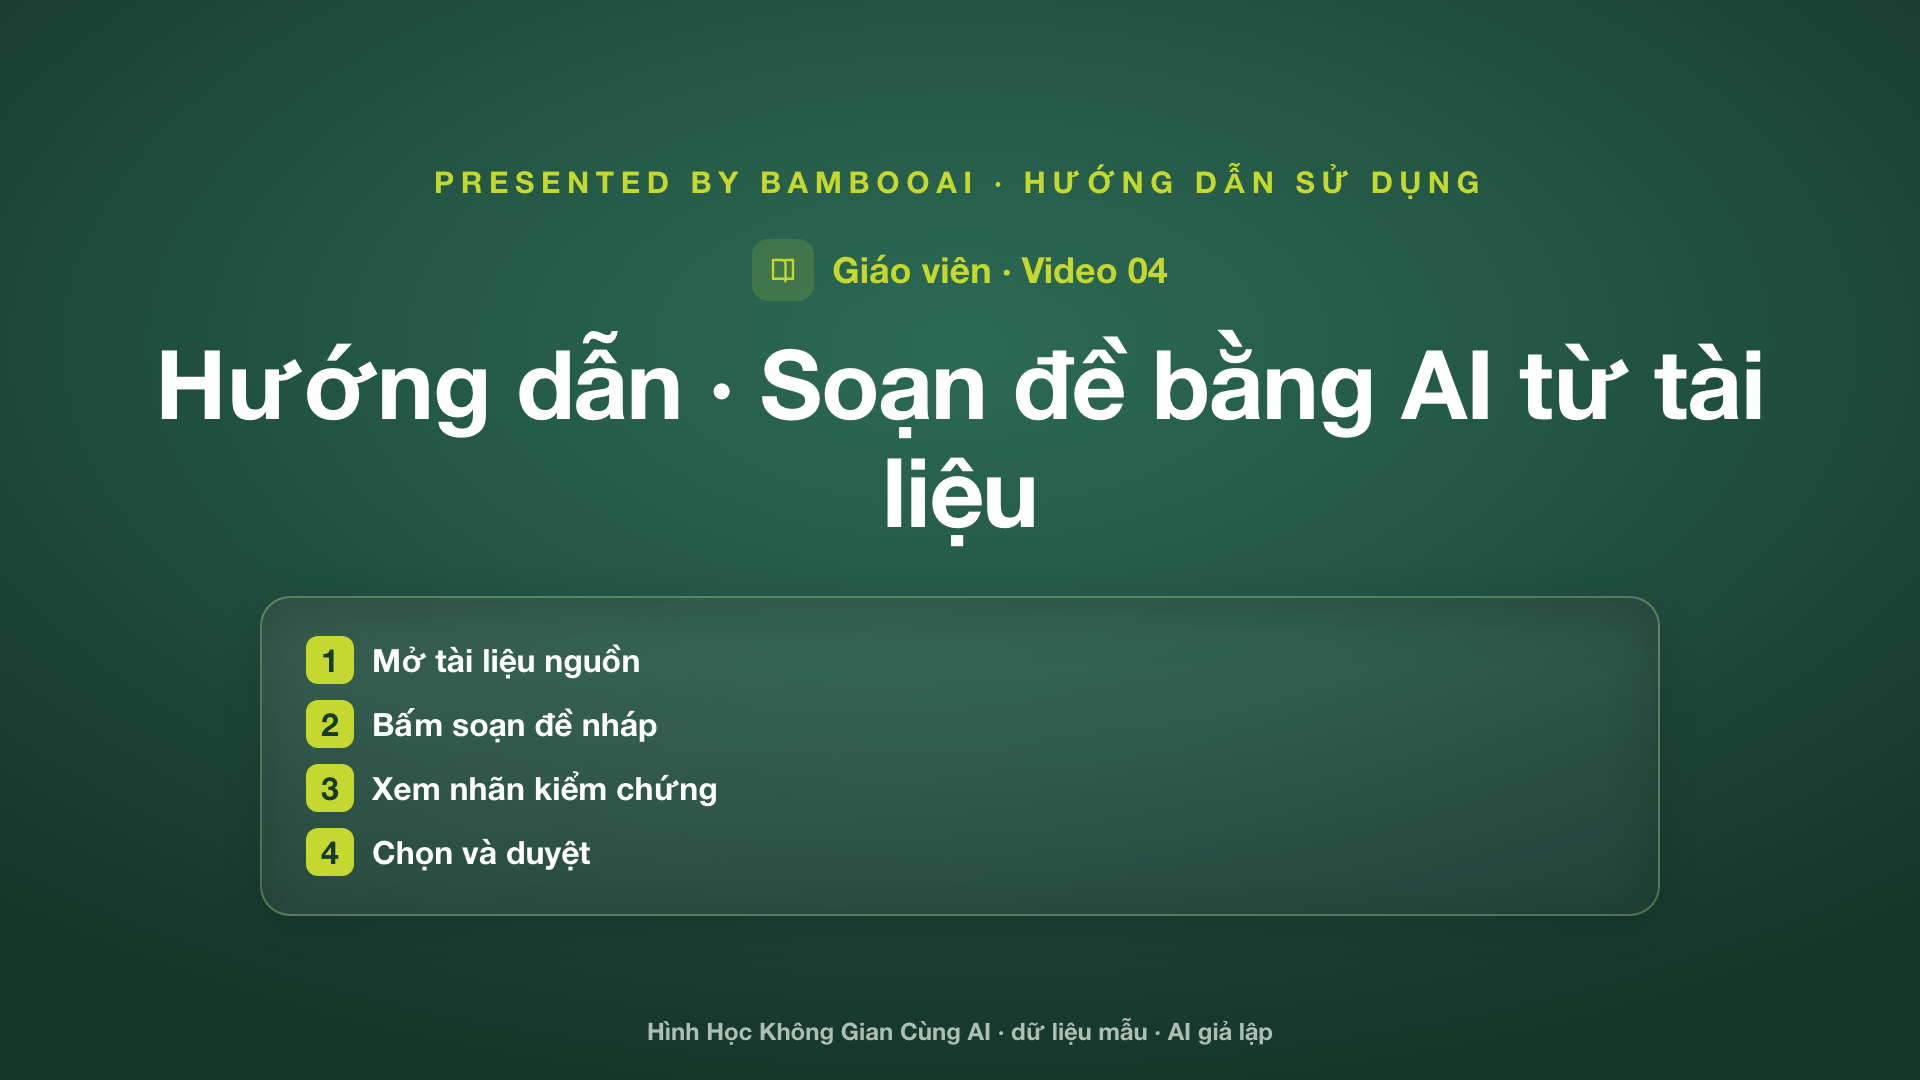 PRESENTED BY BAMBOOAI · HƯỚNG DẪN SỬ DỤNG
Giáo viên · Video 04
Hướng dẫn · Soạn đề bằng AI từ tài
liệu
1 Mở tài liệu nguồn
2 Bấm soạn đề nháp
3 Xem nhãn kiểm chứng
4 Chọn và duyệt
Hình Học Không Gian Cùng AI · dữ liệu mẫu · AI giả lập